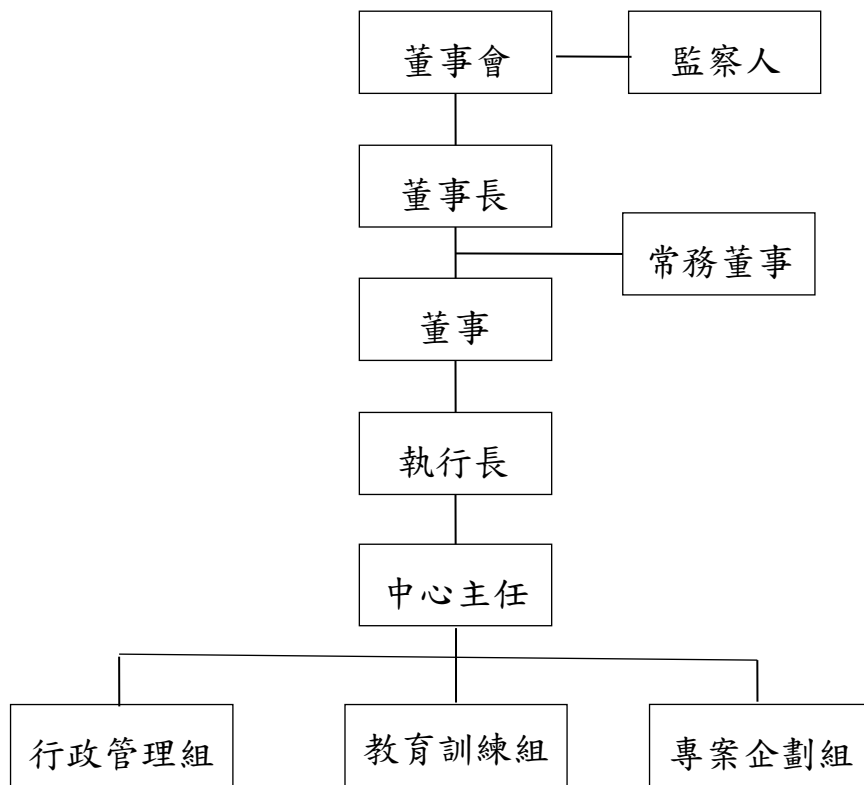 董事會
監察人
董事長
常務董事
董事
執行長
中心主任
行政管理組
教育訓練組
專案企劃組